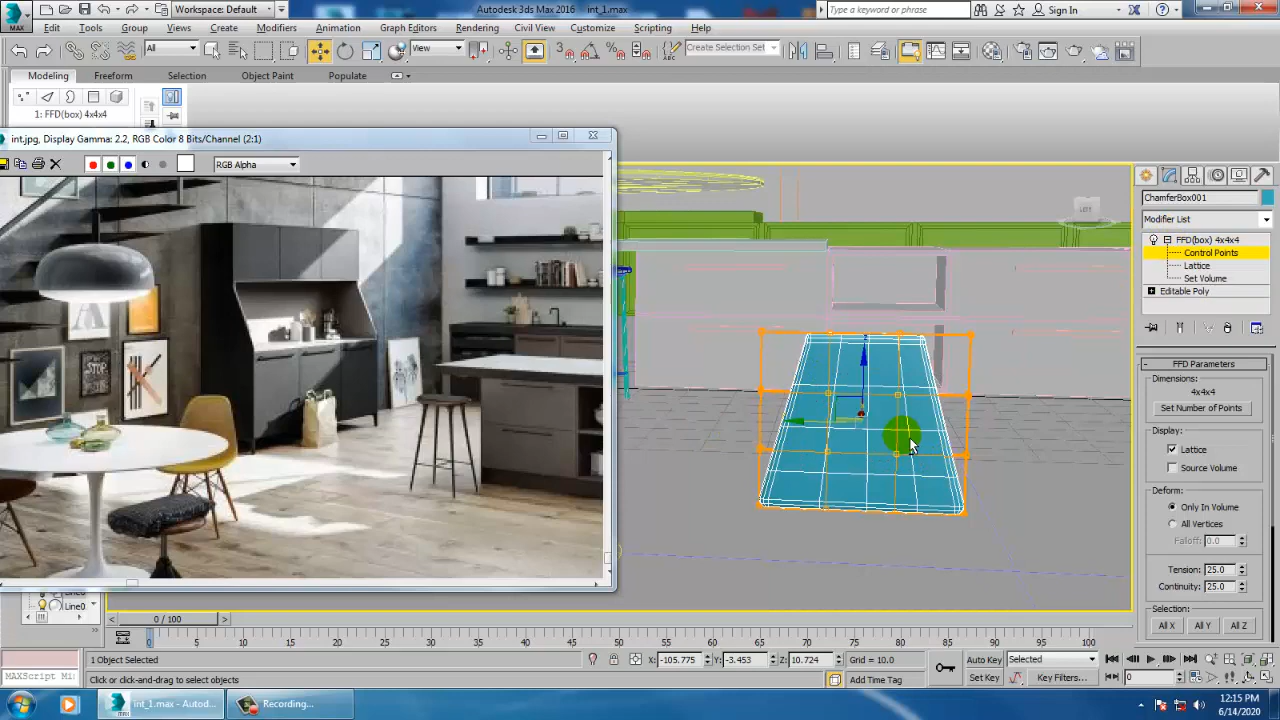 Workspace: Default
Autodesk 3ds Max 2016    int_1.max
Type a keyword or phrase
Sign In
MAX
Edit Tools Group Views Create Modifiers Animation Graph Editors Rendering Civil View Customize Scripting Help
All
View
Create Selection Set
Modeling Freeform Selection Object Paint Populate
1: FFD(box) 4x4x4
int.jpg, Display Gamma: 2.2, RGB Color 8 Bits/Channel (2:1)
RGB Alpha
LEFT
ChamferBox001
Modifier List
FFD(box) 4x4x4
Control Points
Lattice
Set Volume
Editable Poly
FFD Parameters
Dimensions:
4x4x4
Set Number of Points
Display:
Lattice
Source Volume
Deform:
Only In Volume
All Vertices
Falloff: 0.0
Tension: 25.0
Continuity: 25.0
Selection:
All X All Y All Z
Line0
0 / 100
0 5 10 15 20 25 30 35 40 45 50 55 60 65 70 75 80 85 90 95 100
1 Object Selected
X: -105.775 Y: -3.453 Z: 10.724
Grid = 10.0
Auto Key
Selected
MAXScript Mi:
Click or click-and-drag to select objects
Add Time Tag
Set Key
Key Filters...
0
int_1.max - Autod...
Recording...
12:15 PM
6/14/2020